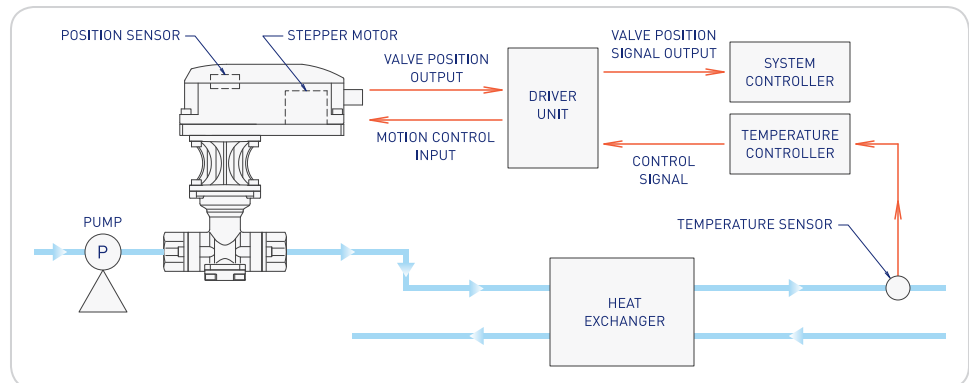 POSITION SENSOR
STEPPER MOTOR
VALVE POSITION
OUTPUT
VALVE POSITION
SIGNAL OUTPUT
SYSTEM
CONTROLLER
DRIVER
UNIT
MOTION CONTROL
INPUT
CONTROL
SIGNAL
TEMPERATURE
CONTROLLER
PUMP
P
TEMPERATURE SENSOR
HEAT
EXCHANGER